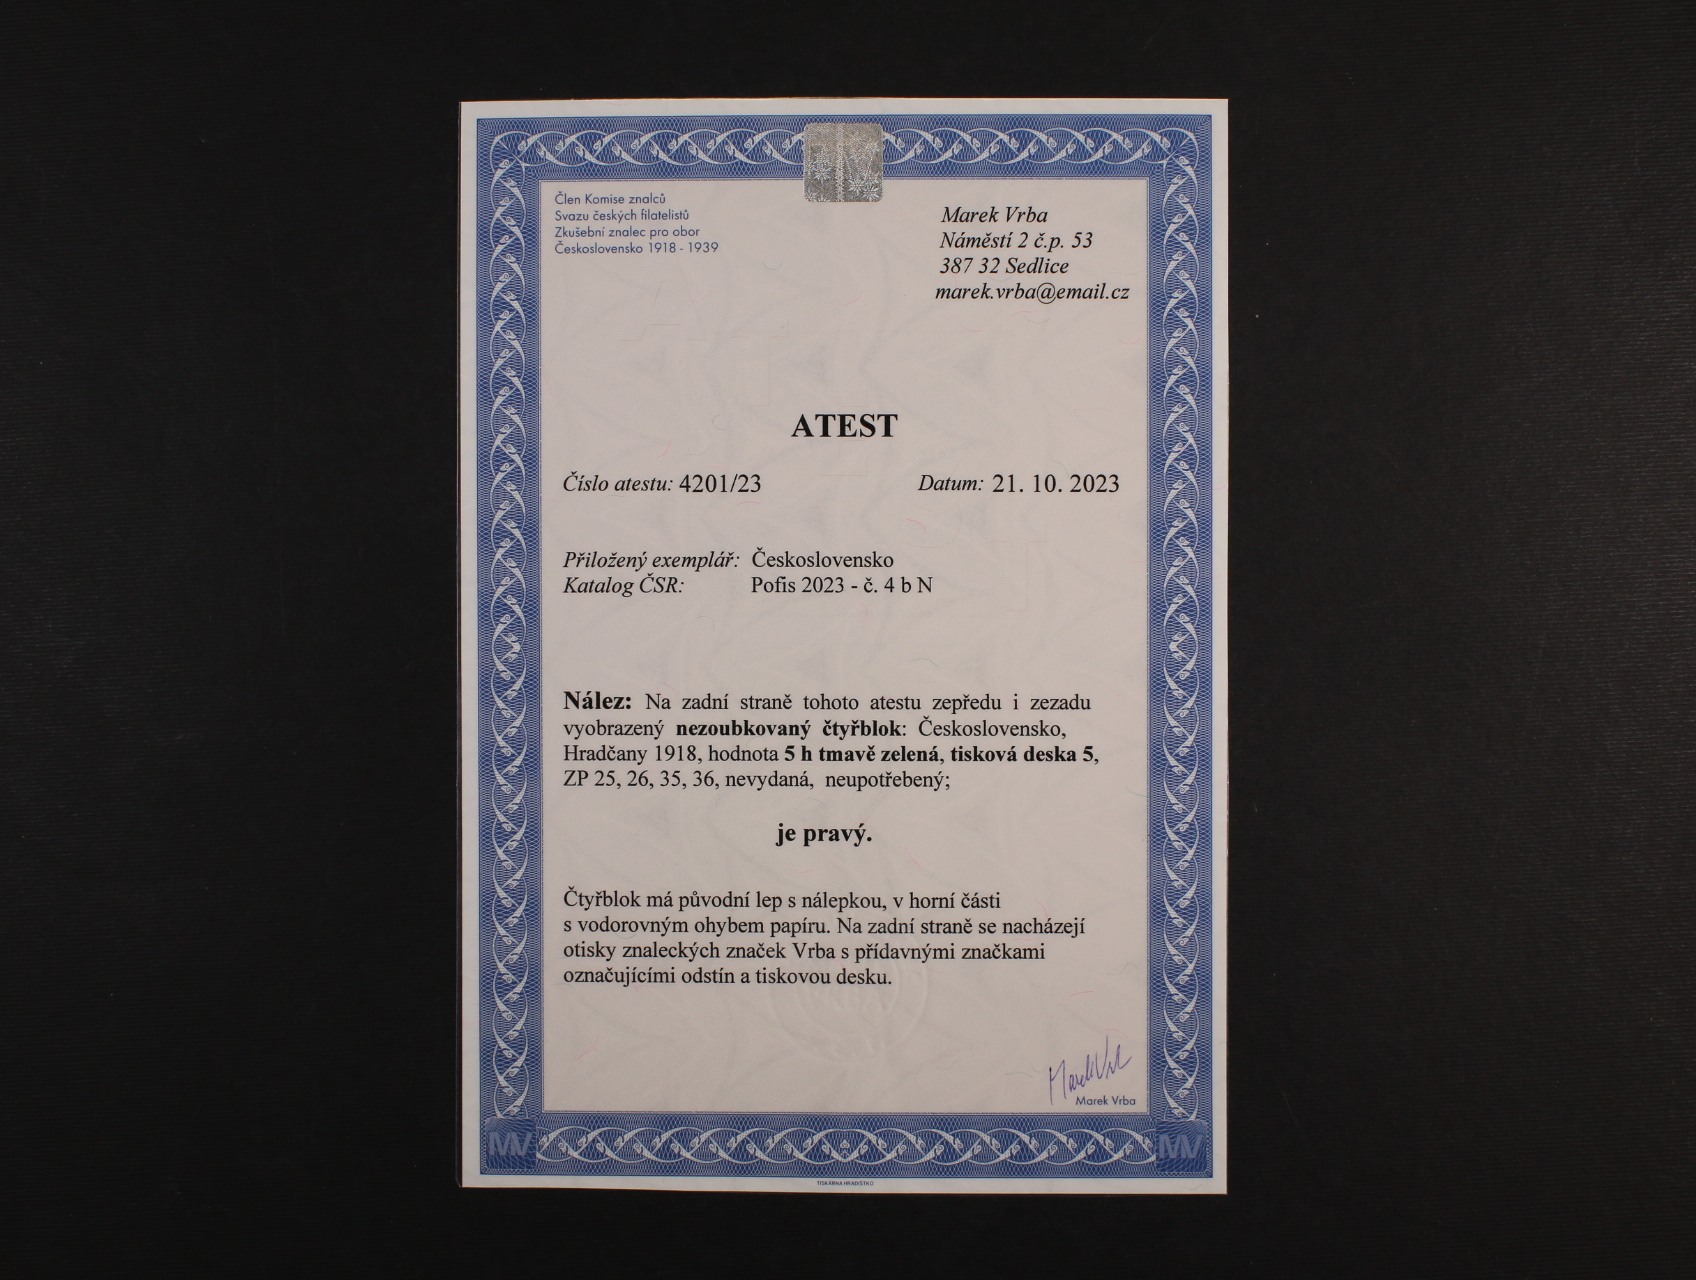 Člen Komise znalců
Svazu českých filatelistů
Zkušební znalec pro obor
Československo 1918 - 1939
Marek Vrba
Náměstí 2 č.p. 53
387 32 Sedlice
marek.vrba@email.cz
ATEST
Číslo atestu: 4201/23 Datum: 21. 10. 2023
Přiložený exemplář: Československo
Katalog ČSR: Pofis 2023 - č. 4 b N
Nález: Na zadní straně tohoto atestu zepředu i zezadu
vyobrazený nezoubkovaný čtyřblok: Československo,
Hradčany 1918, hodnota 5 h tmavě zelená, tisková deska 5,
ZP 25, 26, 35, 36, nevydaná, neupotřebený;
je pravý.
Čtyřblok má původní lep s nálepkou, v horní části
s vodorovným ohybem papíru. Na zadní straně se nacházejí
otisky znaleckých značek Vrba s přídavnými značkami
označujícími odstín a tiskovou desku.
Marek Vrba
MV MV
TISKÁRNA HRADIŠTKO